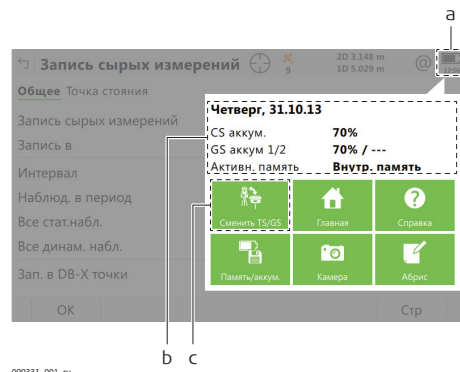 a
Запись сырых измерений
9
2D 3.148 m
1D 5.029 m
@
Общее Точка стояния
Запись сырых измерений
Запись в
Интервал
Наблюд. в период
Все стат.набл.
Все динам. набл.
Зап. в DB-X точки
OK
Стр
Четверг, 31.10.13
CS аккум. 70%
GS аккум 1/2 70% / ---
Активн. память Внутр. память
Сменить TS/GS
Главная
Справка
?
Память/аккум.
Камера
Абрис
b c
000331_001_ru